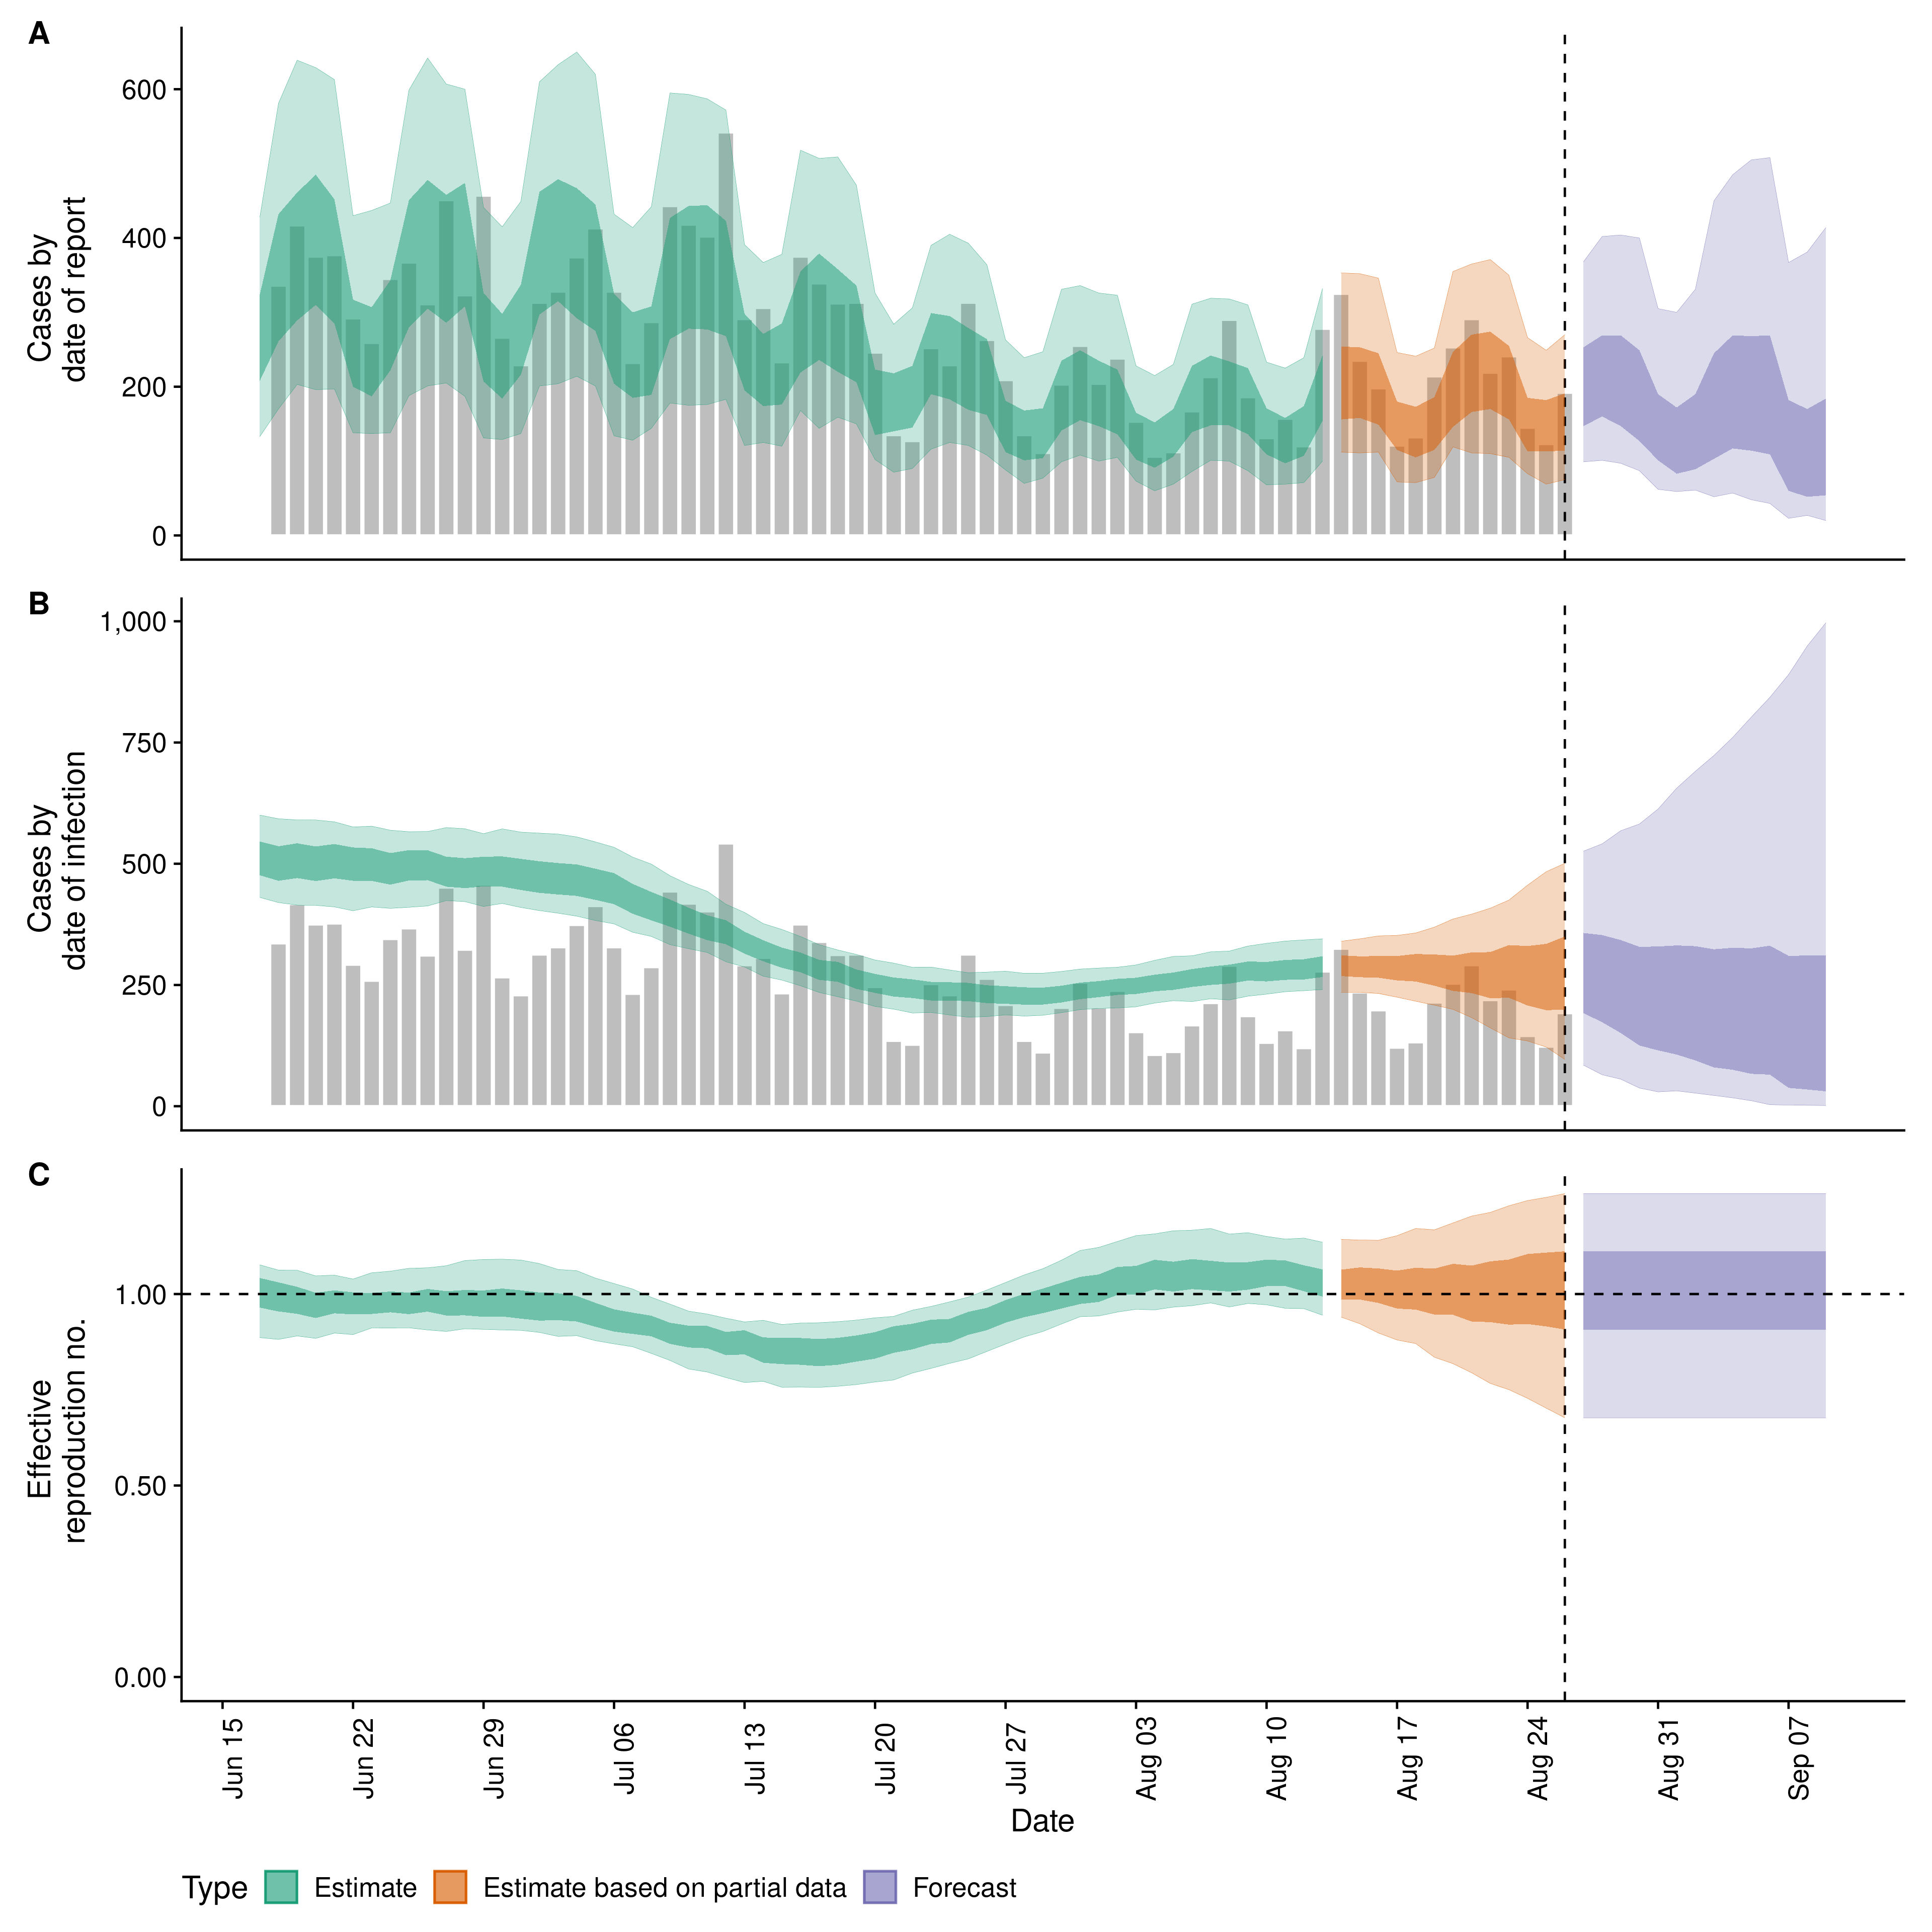 A
600
400
200
0
Cases by
date of report
B
1,000
750
500
250
0
Cases by
date of infection
C
1.00
0.50
0.00
Effective
reproduction no.
Jun 15
Jun 22
Jun 29
Jul 06
Jul 13
Jul 20
Jul 27
Aug 03
Aug 10
Aug 17
Aug 24
Aug 31
Sep 07
Date
Type
Estimate
Estimate based on partial data
Forecast